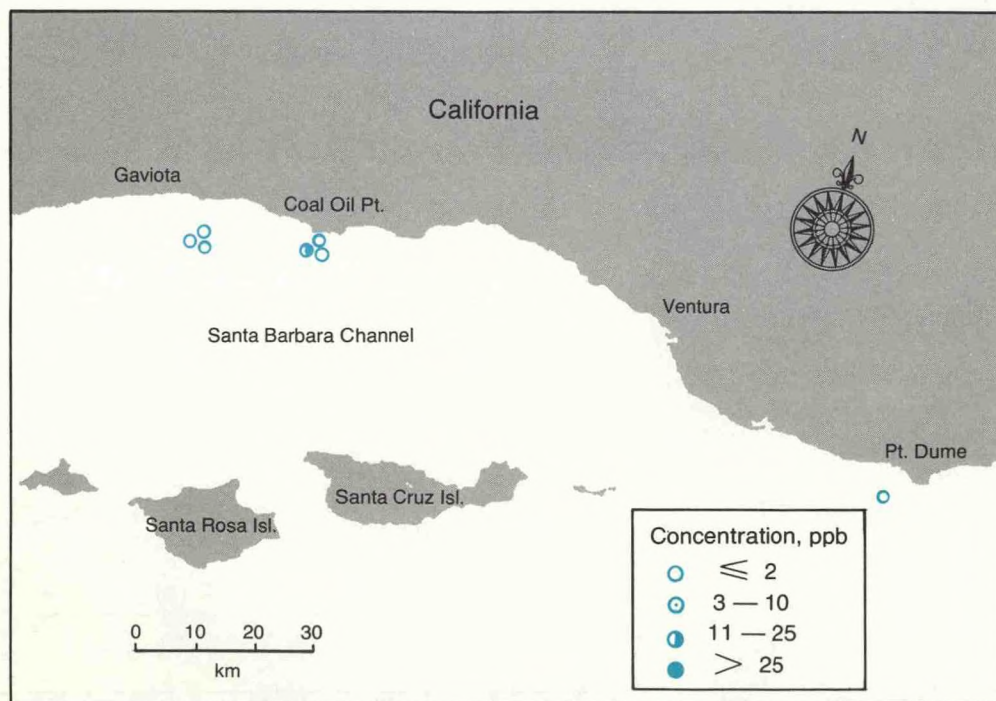 California
N
Gaviota
Coal Oil Pt.
Ventura
Santa Barbara Channel
Pt. Dume
Santa Cruz Isl.
Santa Rosa Isl.
Concentration, ppb
≤ 2
3 — 10
11 — 25
> 25
0 10 20 30
km